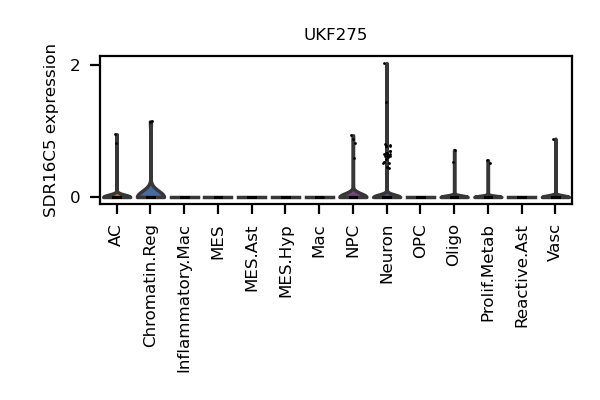 UKF275
SDR16C5 expression
2
0
AC
Chromatin.Reg
Inflammatory.Mac
MES
MES.Ast
MES.Hyp
Mac
NPC
Neuron
OPC
Oligo
Prolif.Metab
Reactive.Ast
Vasc